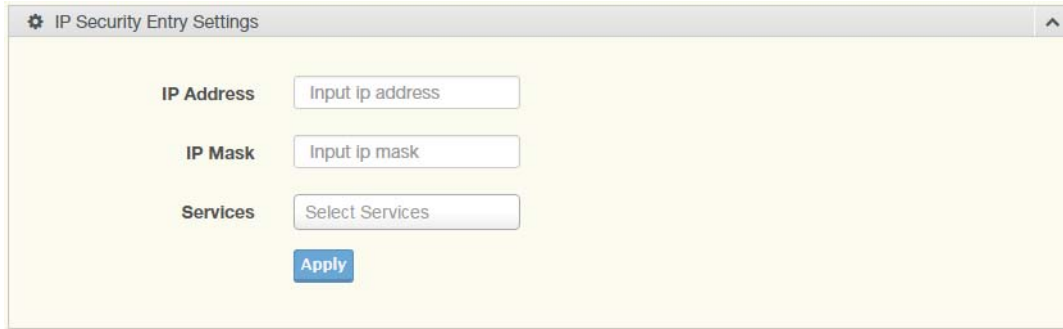 IP Security Entry Settings
IP Address Input ip address
IP Mask Input ip mask
Services Select Services
Apply